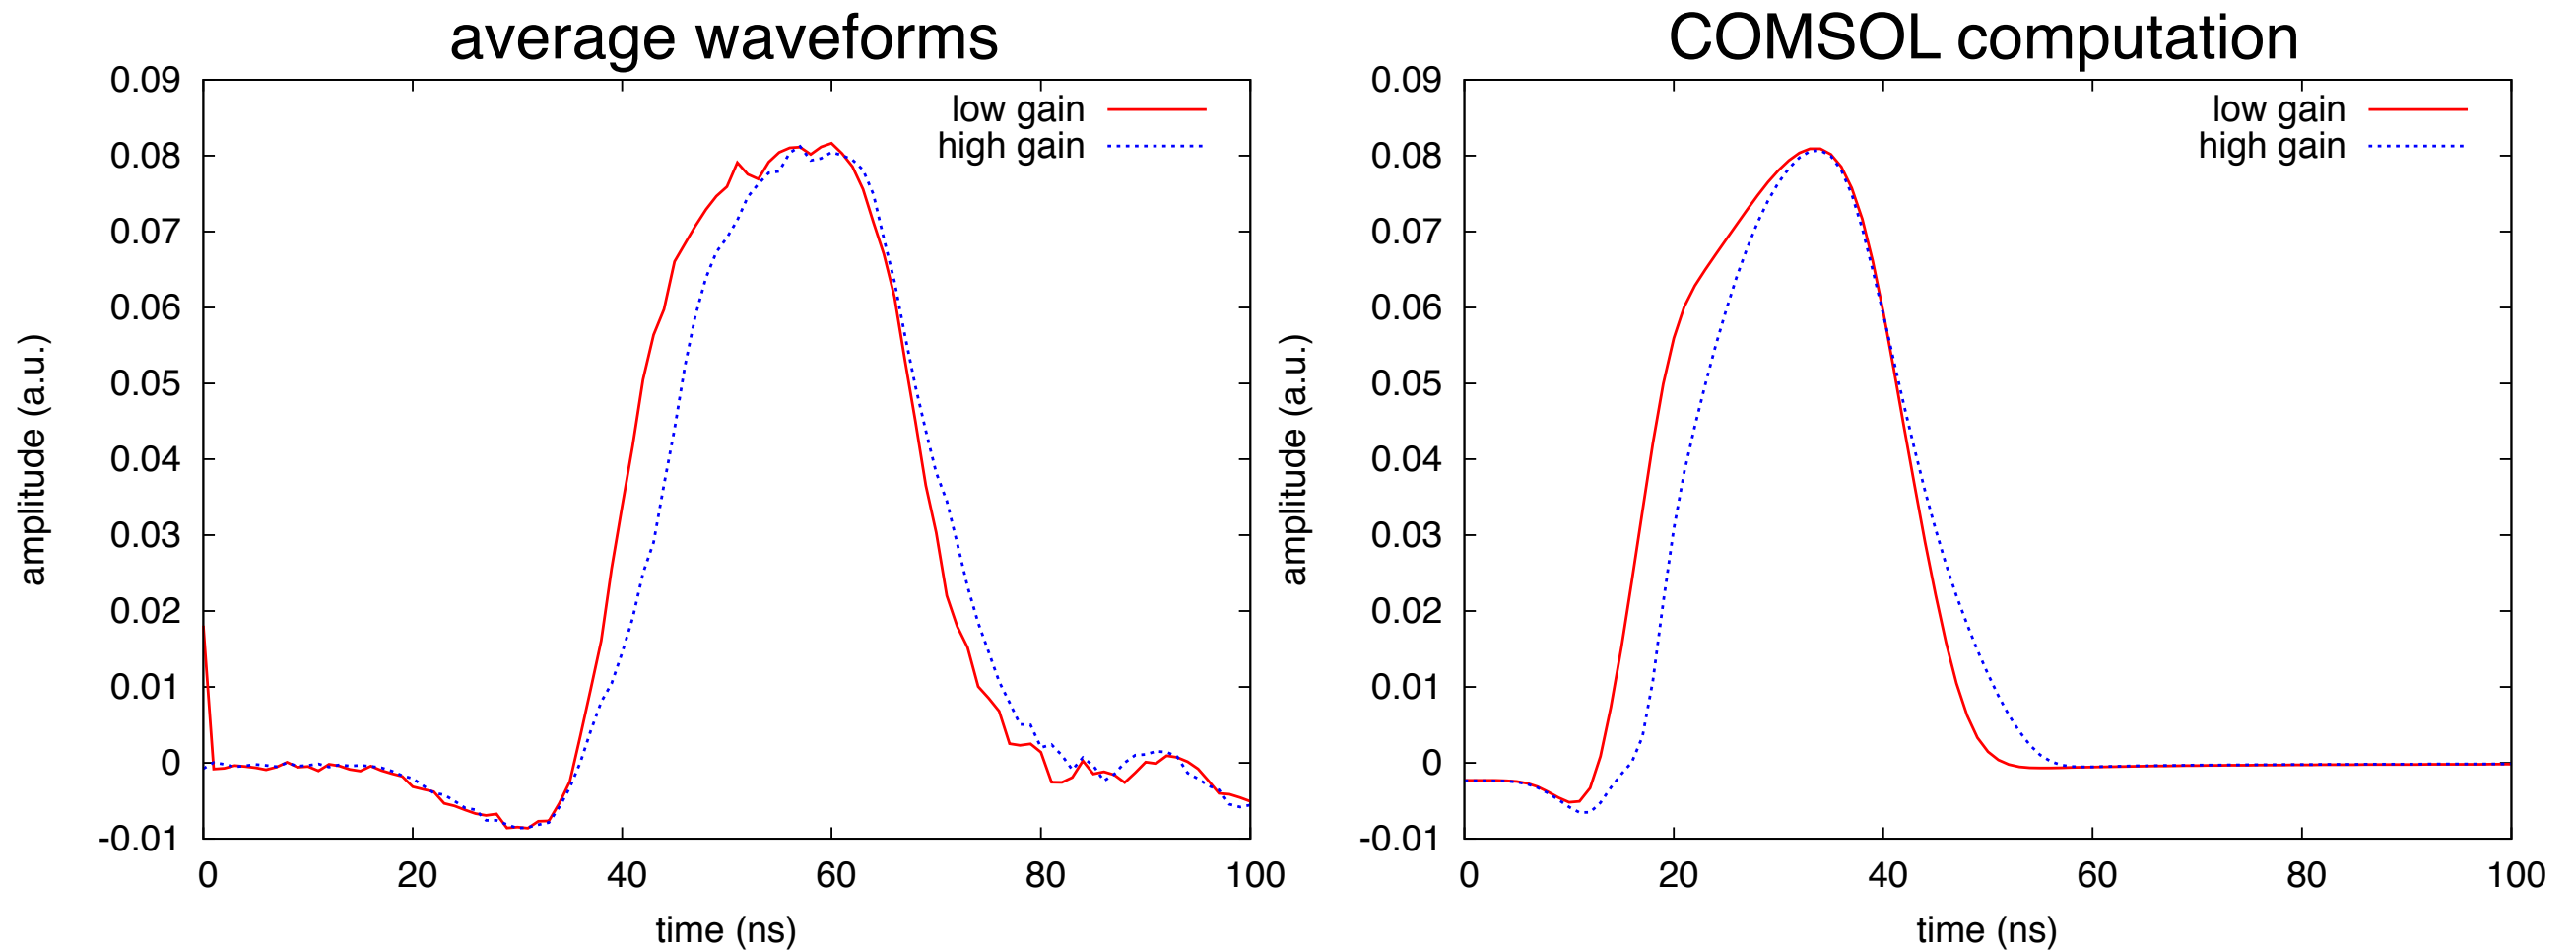 average waveforms
0.09
0.08
0.07
0.06
0.05
0.04
0.03
0.02
0.01
0
-0.01
0 20 40 60 80 100
amplitude (a.u.)
time (ns)
low gain
high gain
COMSOL computation
0.09
0.08
0.07
0.06
0.05
0.04
0.03
0.02
0.01
0
-0.01
0 20 40 60 80 100
amplitude (a.u.)
time (ns)
low gain
high gain